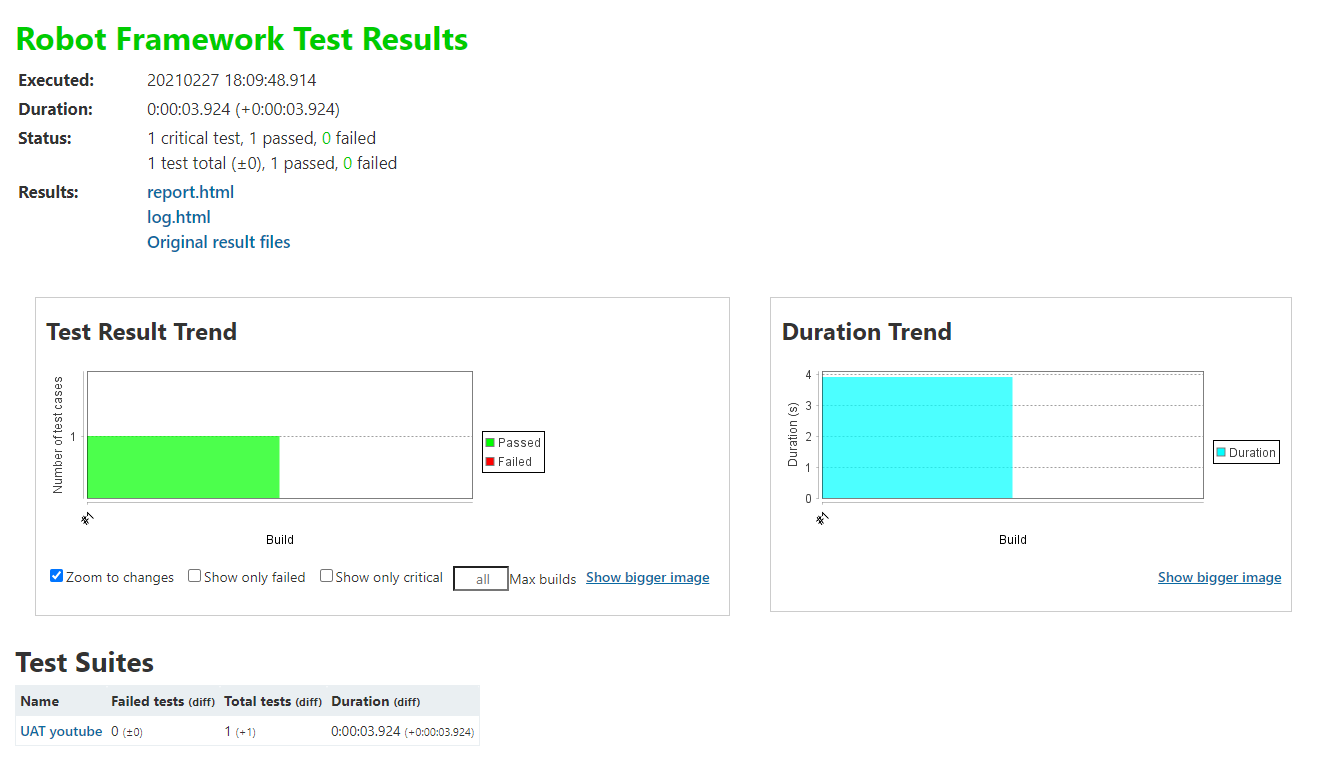 Robot Framework Test Results
Executed: 20210227 18:09:48.914
Duration: 0:00:03.924 (+0:00:03.924)
Status: 1 critical test, 1 passed, 0 failed
1 test total (±0), 1 passed, 0 failed
Results: report.html
log.html
Original result files
Test Result Trend
Number of test cases
1
#1
Build
Passed
Failed
Zoom to changes Show only failed Show only critical all Max builds Show bigger image
Duration Trend
Duration (s)
4
3
2
1
0
#1
Build
Duration
Show bigger image
Test Suites
Name Failed tests (diff) Total tests (diff) Duration (diff)
UAT youtube 0 (±0) 1 (+1) 0:00:03.924 (+0:00:03.924)